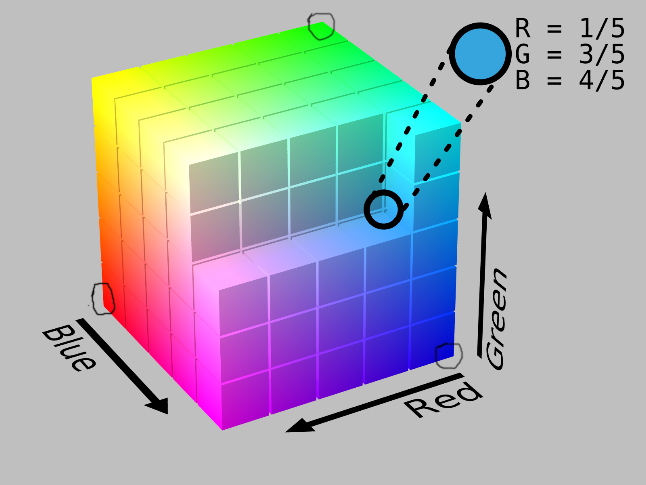 R = 1/5
G = 3/5
B = 4/5
Blue
Red
Green